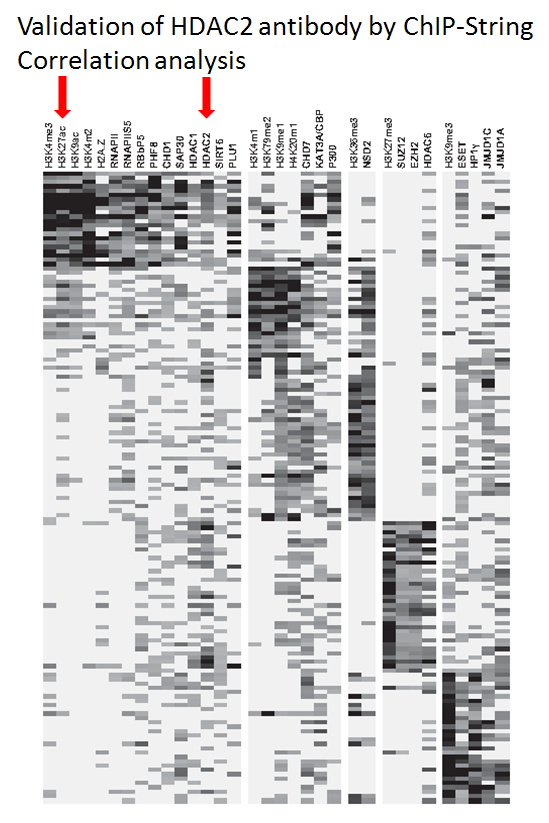 Validation of HDAC2 antibody by ChIP-String
Correlation analysis
H3K4me3
H3K27ac
H3K9ac
H3K4m2
H2A.Z
RNAPII
RNAPIIS5
RBbP5
PHF8
CHD1
SAP30
HDAC1
HDAC2
SIRT6
PLU1
H3K4m1
H3K79me2
H3K9me1
H4K20m1
CHD7
KAT3A/CBP
P300
H3K36me3
NSD2
H3K27me3
SUZ12
EZH2
HDAC6
H3K9me3
ESET
HP1γ
JMJD1C
JMJD1A